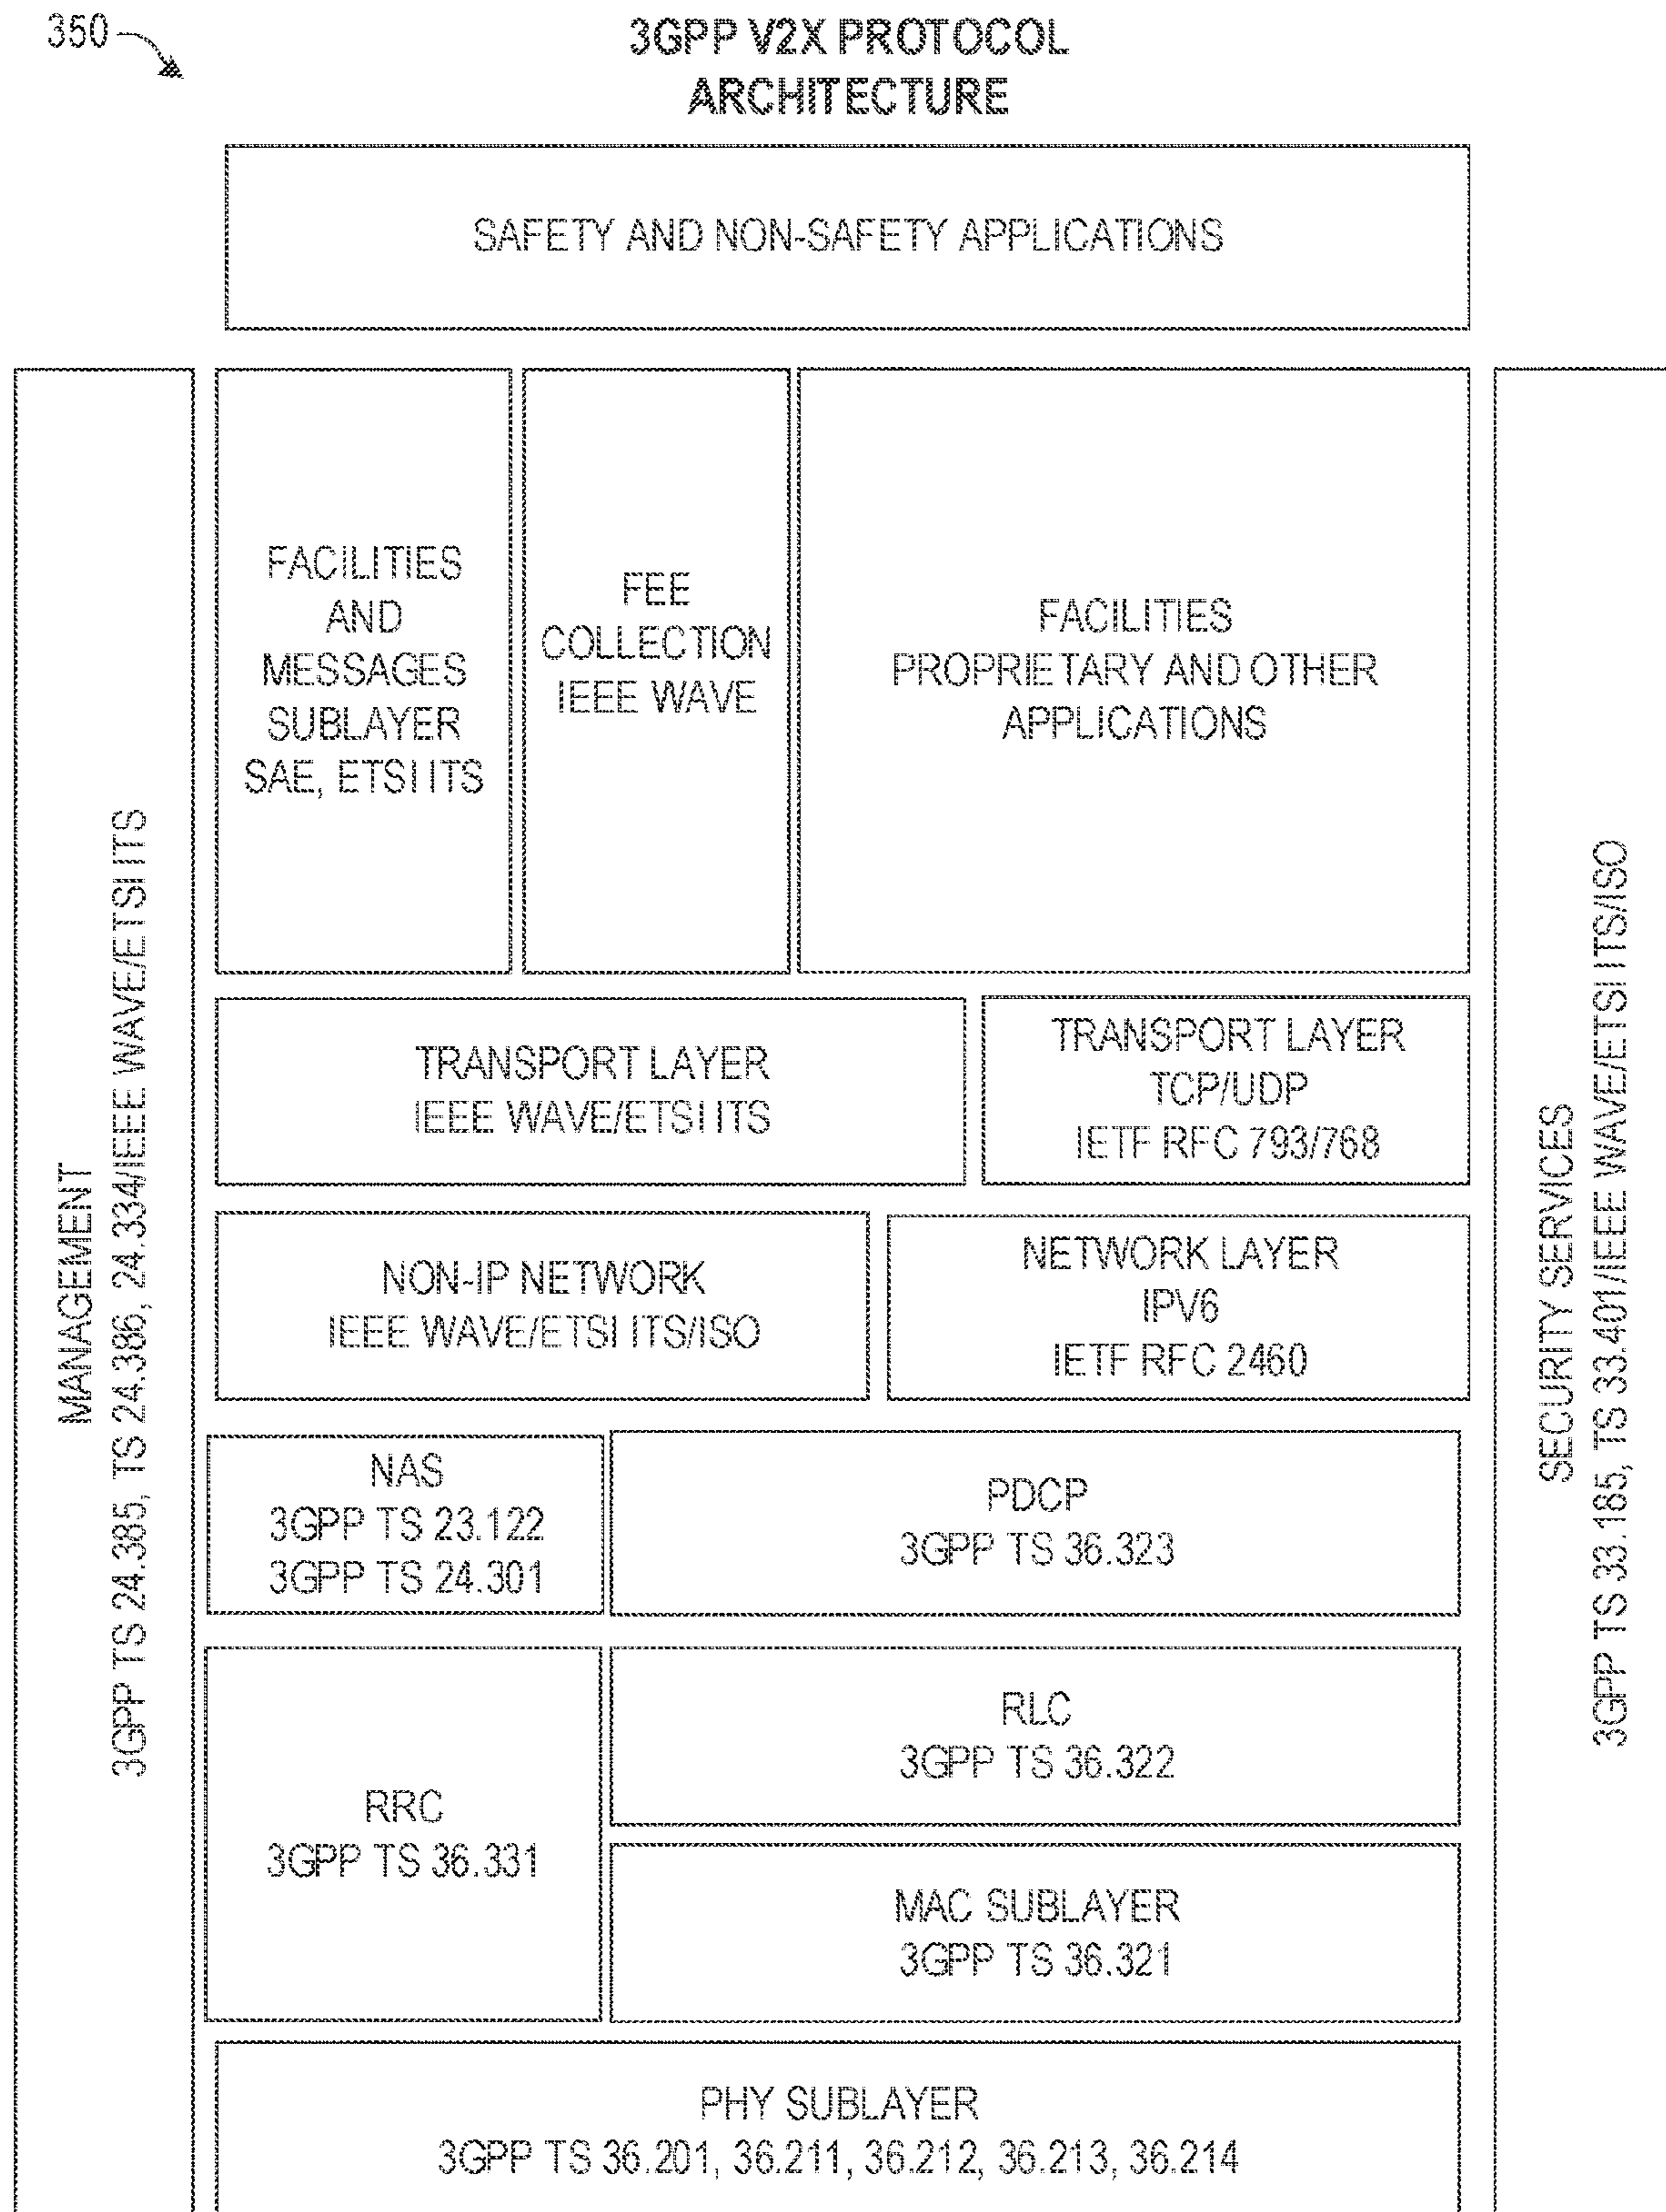 350
3GPP V2X PROTOCOL
ARCHITECTURE
SAFETY AND NON-SAFETY APPLICATIONS
MANAGEMENT
3GPP TS 24.385, TS 24.386, 24.334/IEEE WAVE/ETSI ITS
FACILITIES
AND
MESSAGES
SUBLAYER
SAE, ETSI ITS
FEE
COLLECTION
IEEE WAVE
FACILITIES
PROPRIETARY AND OTHER
APPLICATIONS
TRANSPORT LAYER
IEEE WAVE/ETSI ITS
TRANSPORT LAYER
TCP/UDP
IETF RFC 793/768
NON-IP NETWORK
IEEE WAVE/ETSI ITS/ISO
NETWORK LAYER
IPV6
IETF RFC 2460
NAS
3GPP TS 23.122
3GPP TS 24.301
PDCP
3GPP TS 36.323
RRC
3GPP TS 36.331
RLC
3GPP TS 36.322
MAC SUBLAYER
3GPP TS 36.321
PHY SUBLAYER
3GPP TS 36.201, 36.211, 36.212, 36.213, 36.214
SECURITY SERVICES
3GPP TS 33.185, TS 33.401/IEEE WAVE/ETSI ITS/ISO